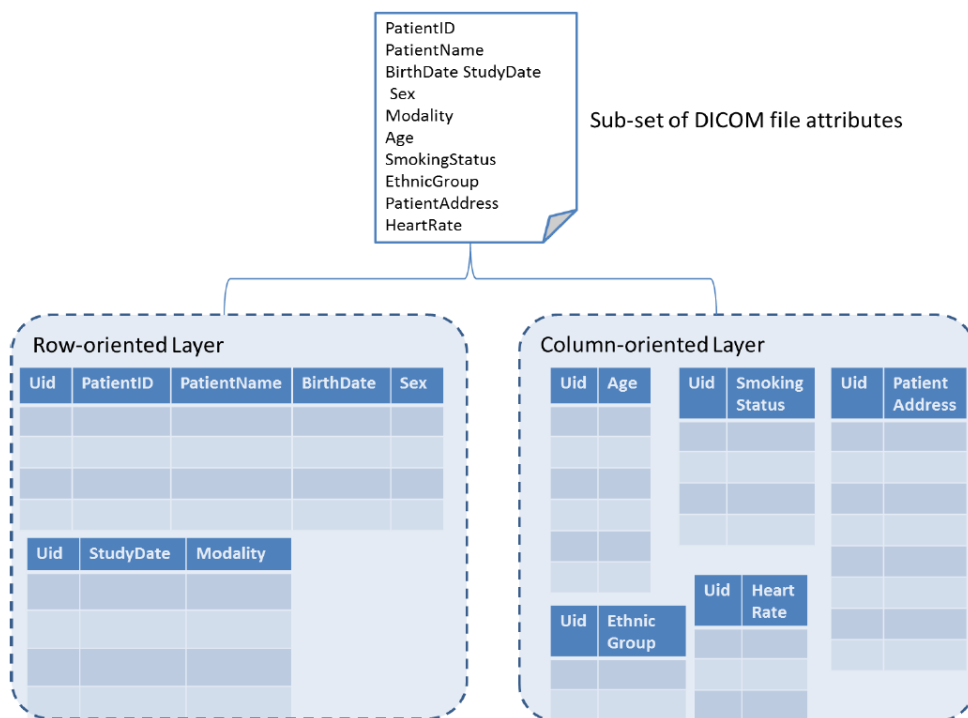 PatientID
PatientName
BirthDate StudyDate
Sex
Modality
Age
SmokingStatus
EthnicGroup
PatientAddress
HeartRate
Sub-set of DICOM file attributes
Row-oriented Layer
Uid PatientID PatientName BirthDate Sex
Uid StudyDate Modality
Column-oriented Layer
Uid Age
Uid Smoking
Status
Uid Patient
Address
Uid Ethnic
Group
Uid Heart
Rate